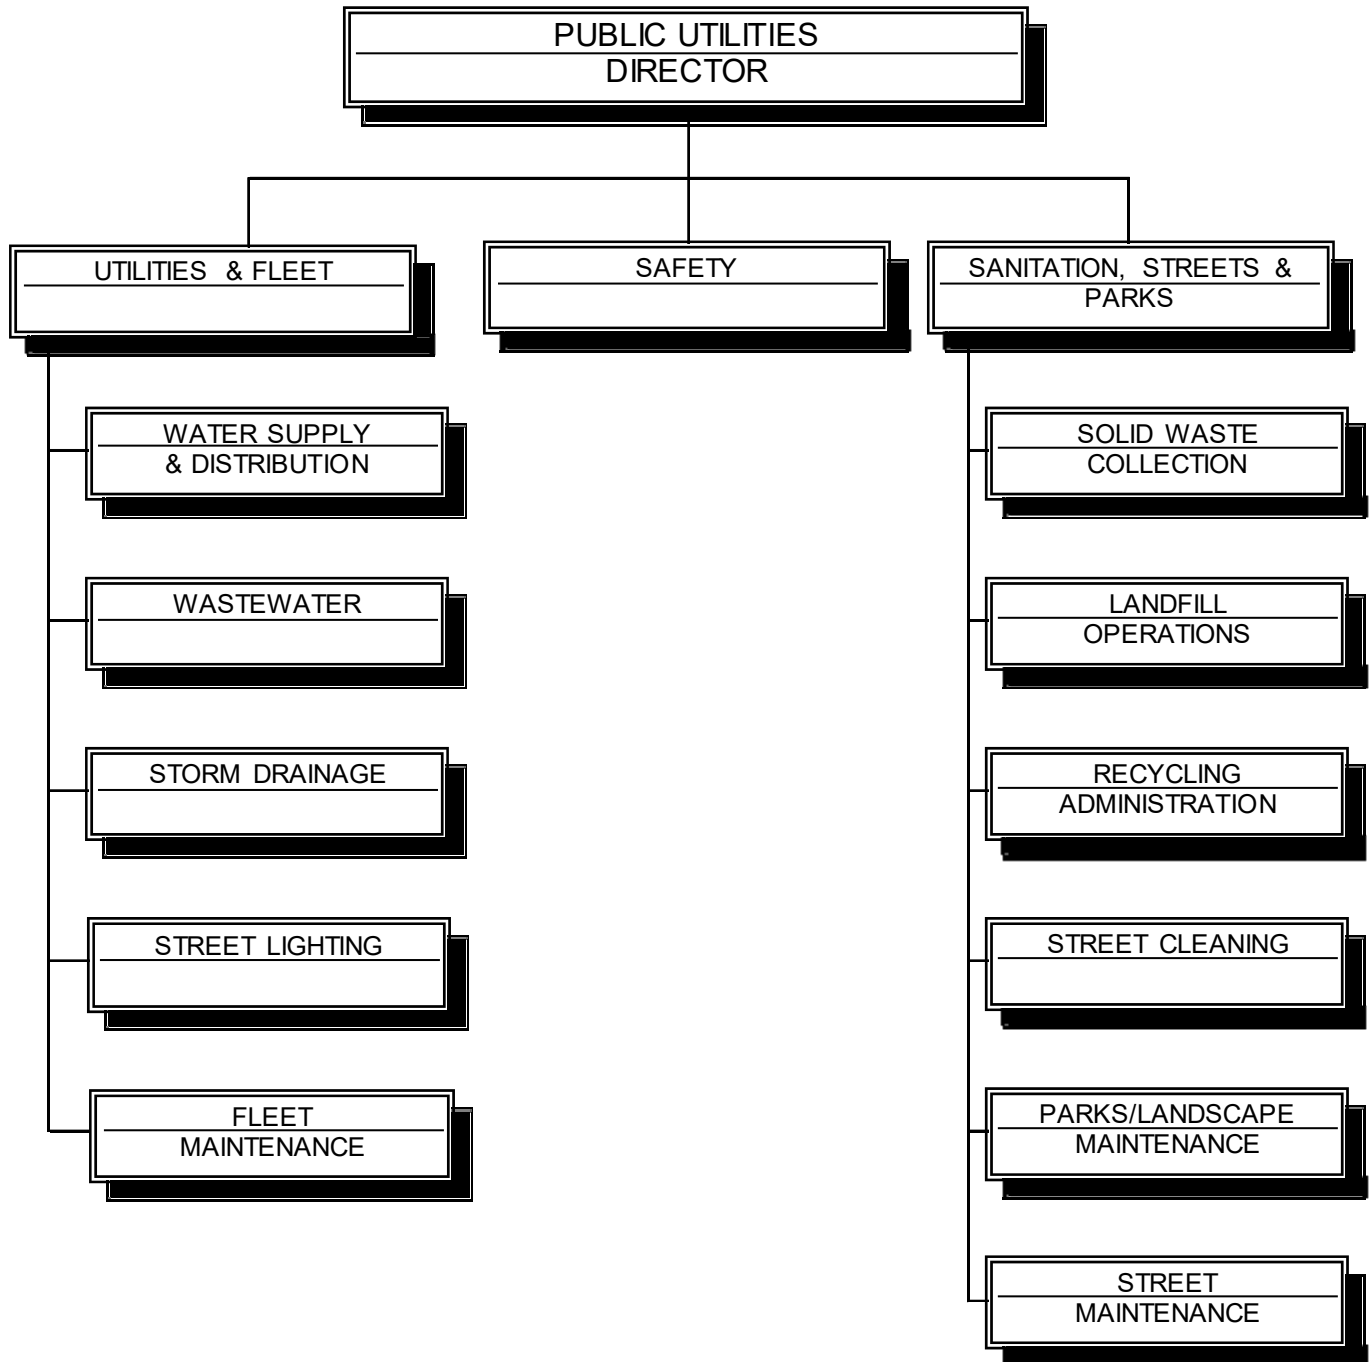 PUBLIC UTILITIES
DIRECTOR
UTILITIES & FLEET
SAFETY
SANITATION, STREETS &
PARKS
WATER SUPPLY
& DISTRIBUTION
WASTEWATER
STORM DRAINAGE
STREET LIGHTING
FLEET
MAINTENANCE
SOLID WASTE
COLLECTION
LANDFILL
OPERATIONS
RECYCLING
ADMINISTRATION
STREET CLEANING
PARKS/LANDSCAPE
MAINTENANCE
STREET
MAINTENANCE